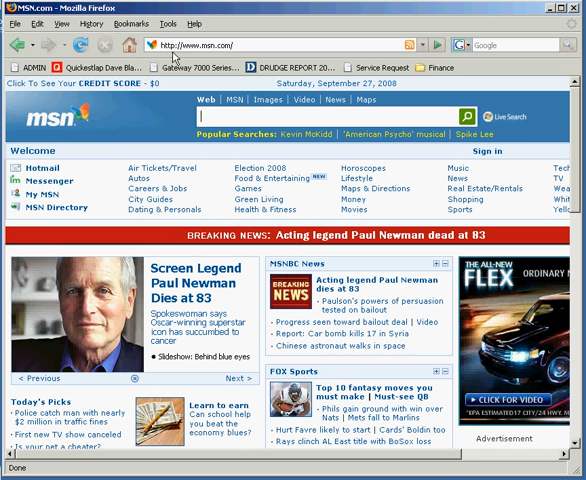 MSN.com - Mozilla Firefox
File Edit View History Bookmarks Tools Help
http://www.msn.com/
Google
ADMIN Quickestlap Dave Bla... Gateway 7000 Series... DRUDGE REPORT 20... Service Request Finance
Click To See Your CREDIT SCORE - $0 Saturday, September 27, 2008
Web | MSN | Images | Video | News | Maps
msn
Live Search
Popular Searches: Kevin McKidd | 'American Psycho' musical | Spike Lee
Welcome Sign in
Hotmail
Messenger
My MSN
MSN Directory
Air Tickets/Travel
Autos
Careers & Jobs
City Guides
Dating & Personals
Election 2008
Food & Entertaining NEW
Games
Green Living
Health & Fitness
Horoscopes
Lifestyle
Maps & Directions
Money
Movies
Music
News
Real Estate/Rentals
Shopping
Sports
Tech
TV
Weat
Whit
Yello
BREAKING NEWS: Acting legend Paul Newman dead at 83
Screen Legend
Paul Newman
Dies at 83
Spokeswoman says
Oscar-winning superstar
icon has succumbed to
cancer
Slideshow: Behind blue eyes
< Previous Next >
Today's Picks
· Police catch man with nearly
$2 million in traffic fines
· First new TV show canceled
· Is your pet a cheater?
Learn to earn
Can school help
you beat the
economy blues?
MSNBC News
BREAKING
NEWS
Acting legend Paul Newman
dies at 83
· Paulson's powers of persuasion
tested on bailout
· Progress seen toward bailout deal | Video
· Report: Car bomb kills 17 in Syria
· Chinese astronaut walks in space
FOX Sports
Top 10 fantasy moves you
must make | Must-see QB
· Phils gain ground with win over
Nats | Mets fall to Marlins
· Hurt Favre likely to start | Cards' Boldin too
· Rays clinch AL East title with BoSox loss
THE ALL-NEW
FLEX
ORDINARY
CLICK FOR VIDEO
Advertisement
Done